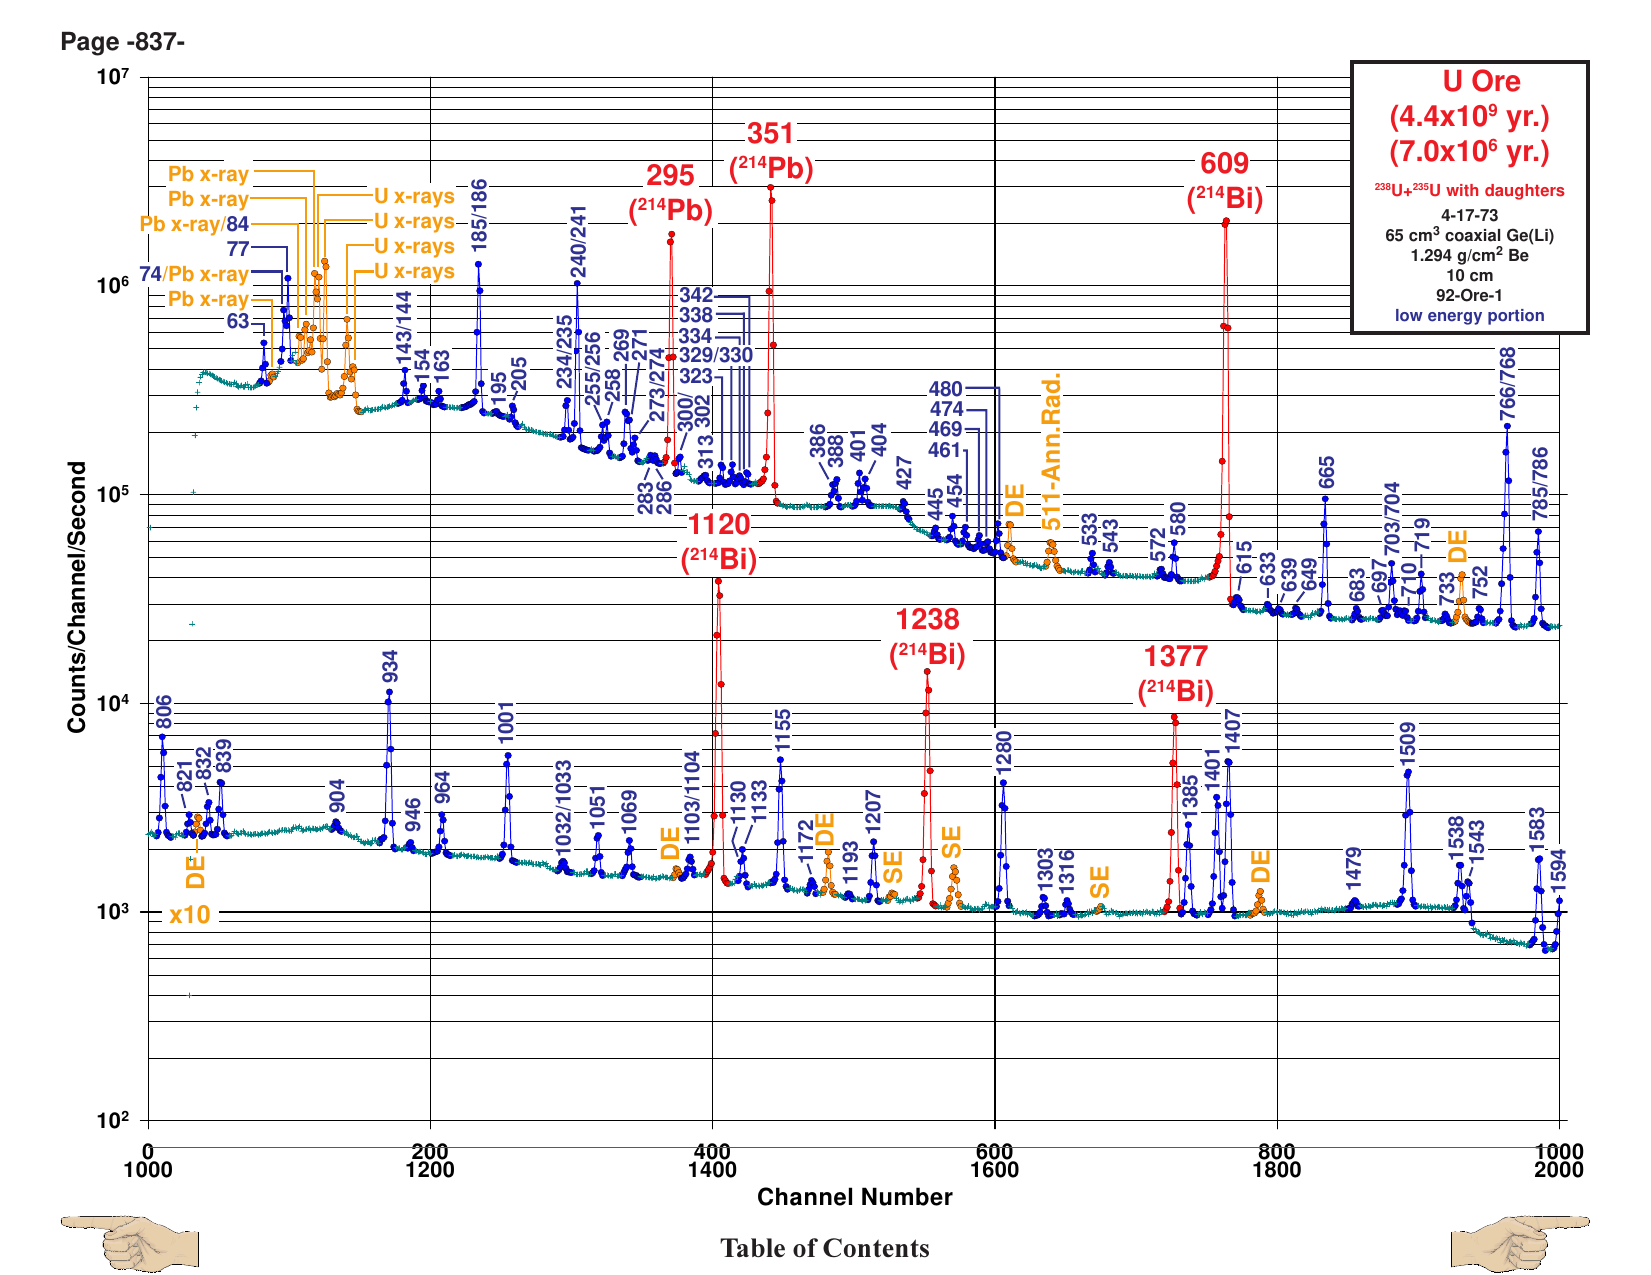 Page -837-
10⁷
10⁶
10⁵
10⁴
10³
10²
Counts/Channel/Second
U Ore
(4.4x10⁹ yr.)
(7.0x10⁶ yr.)
²³⁸U+²³⁵U with daughters
4-17-73
65 cm³ coaxial Ge(Li)
1.294 g/cm² Be
10 cm
92-Ore-1
low energy portion
Pb x-ray
Pb x-ray
Pb x-ray/84
77
74/Pb x-ray
Pb x-ray
63
U x-rays
U x-rays
U x-rays
U x-rays
143/144
154
163
185/186
195
205
234/235
240/241
255/256
258
269
271
273/274
283
286
295
(²¹⁴Pb)
300/
302
313
323
329/330
334
338
342
351
(²¹⁴Pb)
386
388
401
404
427
445
454
461
469
474
480
DE
511-Ann.Rad.
533
543
572
580
609
(²¹⁴Bi)
615
633
639
649
665
683
697
703/704
710
719
733
DE
752
766/768
785/786
806
821
DE
x10
832
839
904
934
946
964
1001
1032/1033
1051
1069
DE
1103/1104
1120
(²¹⁴Bi)
1130
1133
1155
1172
DE
1193
1207
SE
1238
(²¹⁴Bi)
SE
1280
1303
1316
SE
1377
(²¹⁴Bi)
1385
1401
1407
DE
1479
1509
1538
1543
1583
1594
0 200 400 600 800 1000
1000 1200 1400 1600 1800 2000
Channel Number
Table of Contents